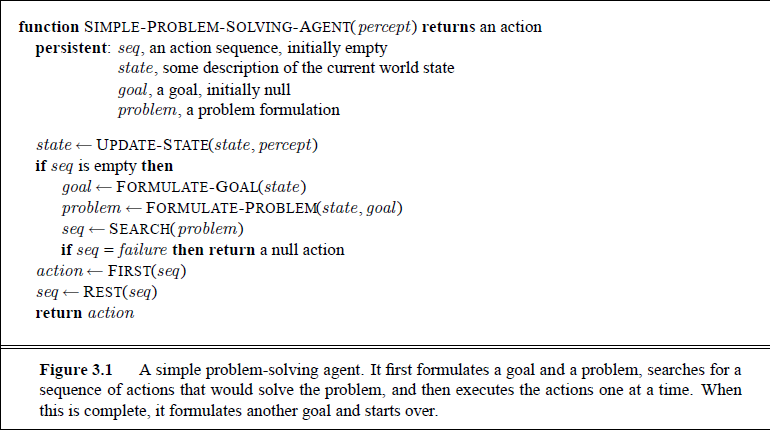 function SIMPLE-PROBLEM-SOLVING-AGENT(percept) returns an action
persistent: seq, an action sequence, initially empty
state, some description of the current world state
goal, a goal, initially null
problem, a problem formulation
state ← UPDATE-STATE(state, percept)
if seq is empty then
goal ← FORMULATE-GOAL(state)
problem ← FORMULATE-PROBLEM(state, goal)
seq ← SEARCH(problem)
if seq = failure then return a null action
action ← FIRST(seq)
seq ← REST(seq)
return action
Figure 3.1 A simple problem-solving agent. It first formulates a goal and a problem, searches for a
sequence of actions that would solve the problem, and then executes the actions one at a time. When
this is complete, it formulates another goal and starts over.